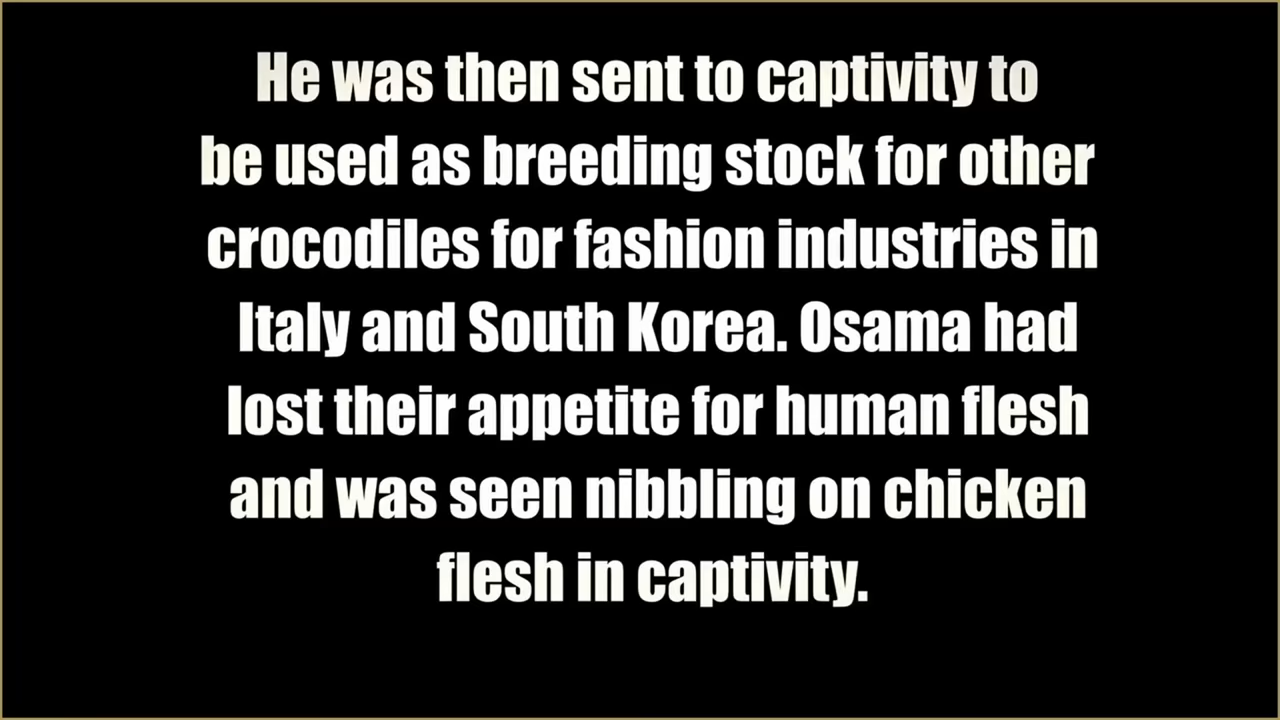 He was then sent to captivity to
be used as breeding stock for other
crocodiles for fashion industries in
Italy and South Korea. Osama had
lost their appetite for human flesh
and was seen nibbling on chicken
flesh in captivity.